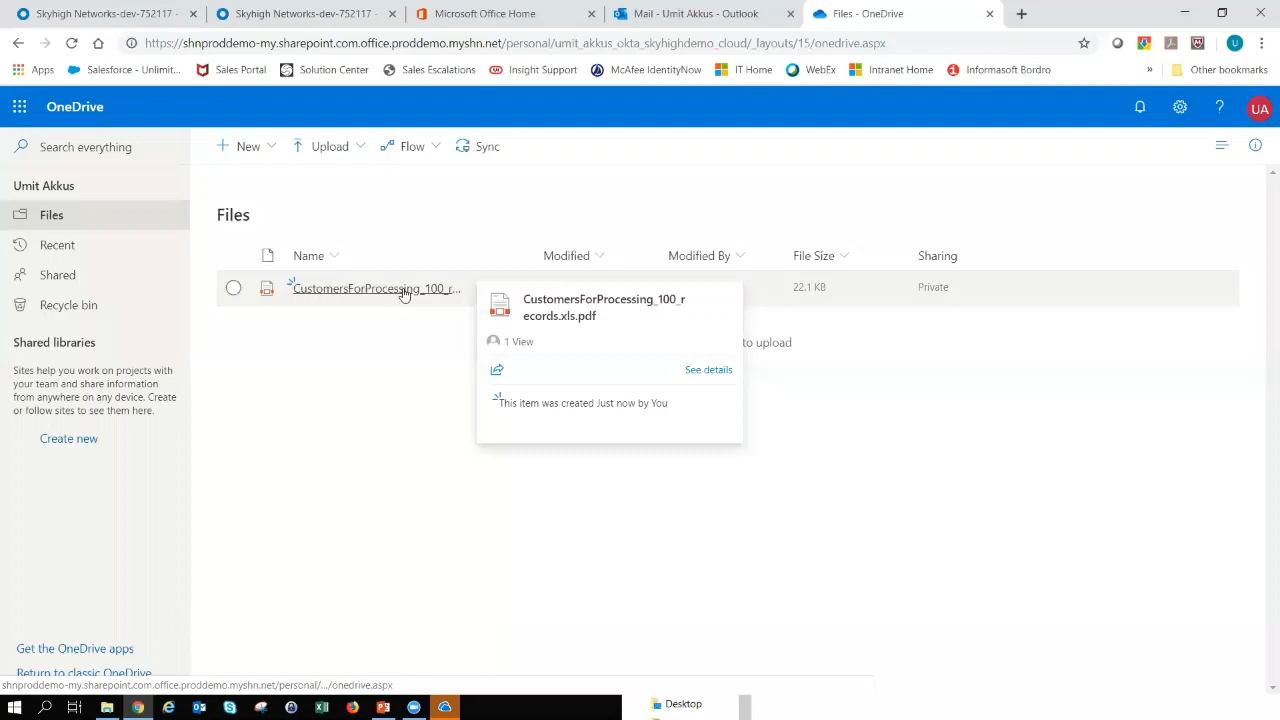 Skyhigh Networks-dev-752117 -
Skyhigh Networks-dev-752117 -
Microsoft Office Home
Mail - Umit Akkus - Outlook
Files - OneDrive
https://shnproddemo-my.sharepoint.com.office.proddemo.myshn.net/personal/umit_akkus_okta_skyhighdemo_cloud/_layouts/15/onedrive.aspx
U
Apps
Salesforce - Unlimit...
Sales Portal
Solution Center
Sales Escalations
Insight Support
McAfee IdentityNow
IT Home
WebEx
Intranet Home
Informasoft Bordro
»
Other bookmarks
OneDrive
?
UA
Search everything
New
Upload
Flow
Sync
Umit Akkus
Files
Recent
Shared
Recycle bin
Shared libraries
Sites help you work on projects with
your team and share information
from anywhere on any device. Create
or follow sites to see them here.
Create new
Get the OneDrive apps
Return to classic OneDrive
Files
Name
Modified
Modified By
File Size
Sharing
CustomersForProcessing_100_r...
22.1 KB
Private
to upload
CustomersForProcessing_100_r
ecords.xls.pdf
1 View
See details
This item was created Just now by You
shnproddemo-my.sharepoint.com.office.proddemo.myshn.net/personal/.../onedrive.aspx
Desktop